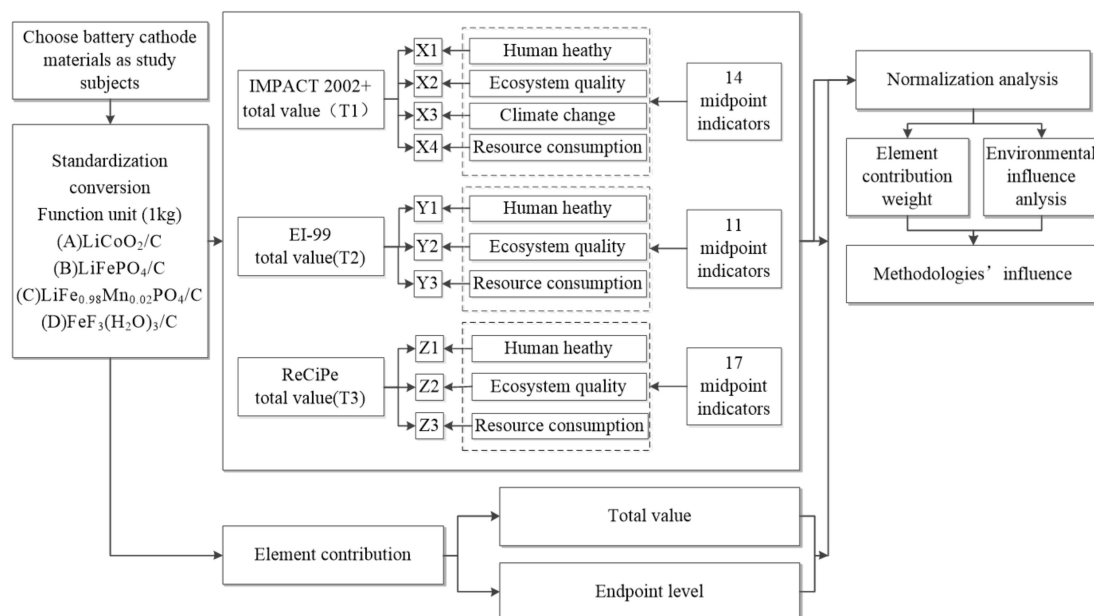 Choose battery cathode
materials as study
subjects
Standardization
conversion
Function unit (1kg)
(A)LiCoO₂/C
(B)LiFePO₄/C
(C)LiFe₀.₉₈Mn₀.₀₂PO₄/C
(D)FeF₃(H₂O)₃/C
IMPACT 2002+
total value（T1）
X1
Human heathy
X2
Ecosystem quality
X3
Climate change
X4
Resource consumption
14
midpoint
indicators
EI-99
total value(T2)
Y1
Human heathy
Y2
Ecosystem quality
Y3
Resource consumption
11
midpoint
indicators
ReCiPe
total value(T3)
Z1
Human heathy
Z2
Ecosystem quality
Z3
Resource consumption
17
midpoint
indicators
Normalization analysis
Element
contribution
weight
Environmental
influence
anlysis
Methodologies’ influence
Element contribution
Total value
Endpoint level